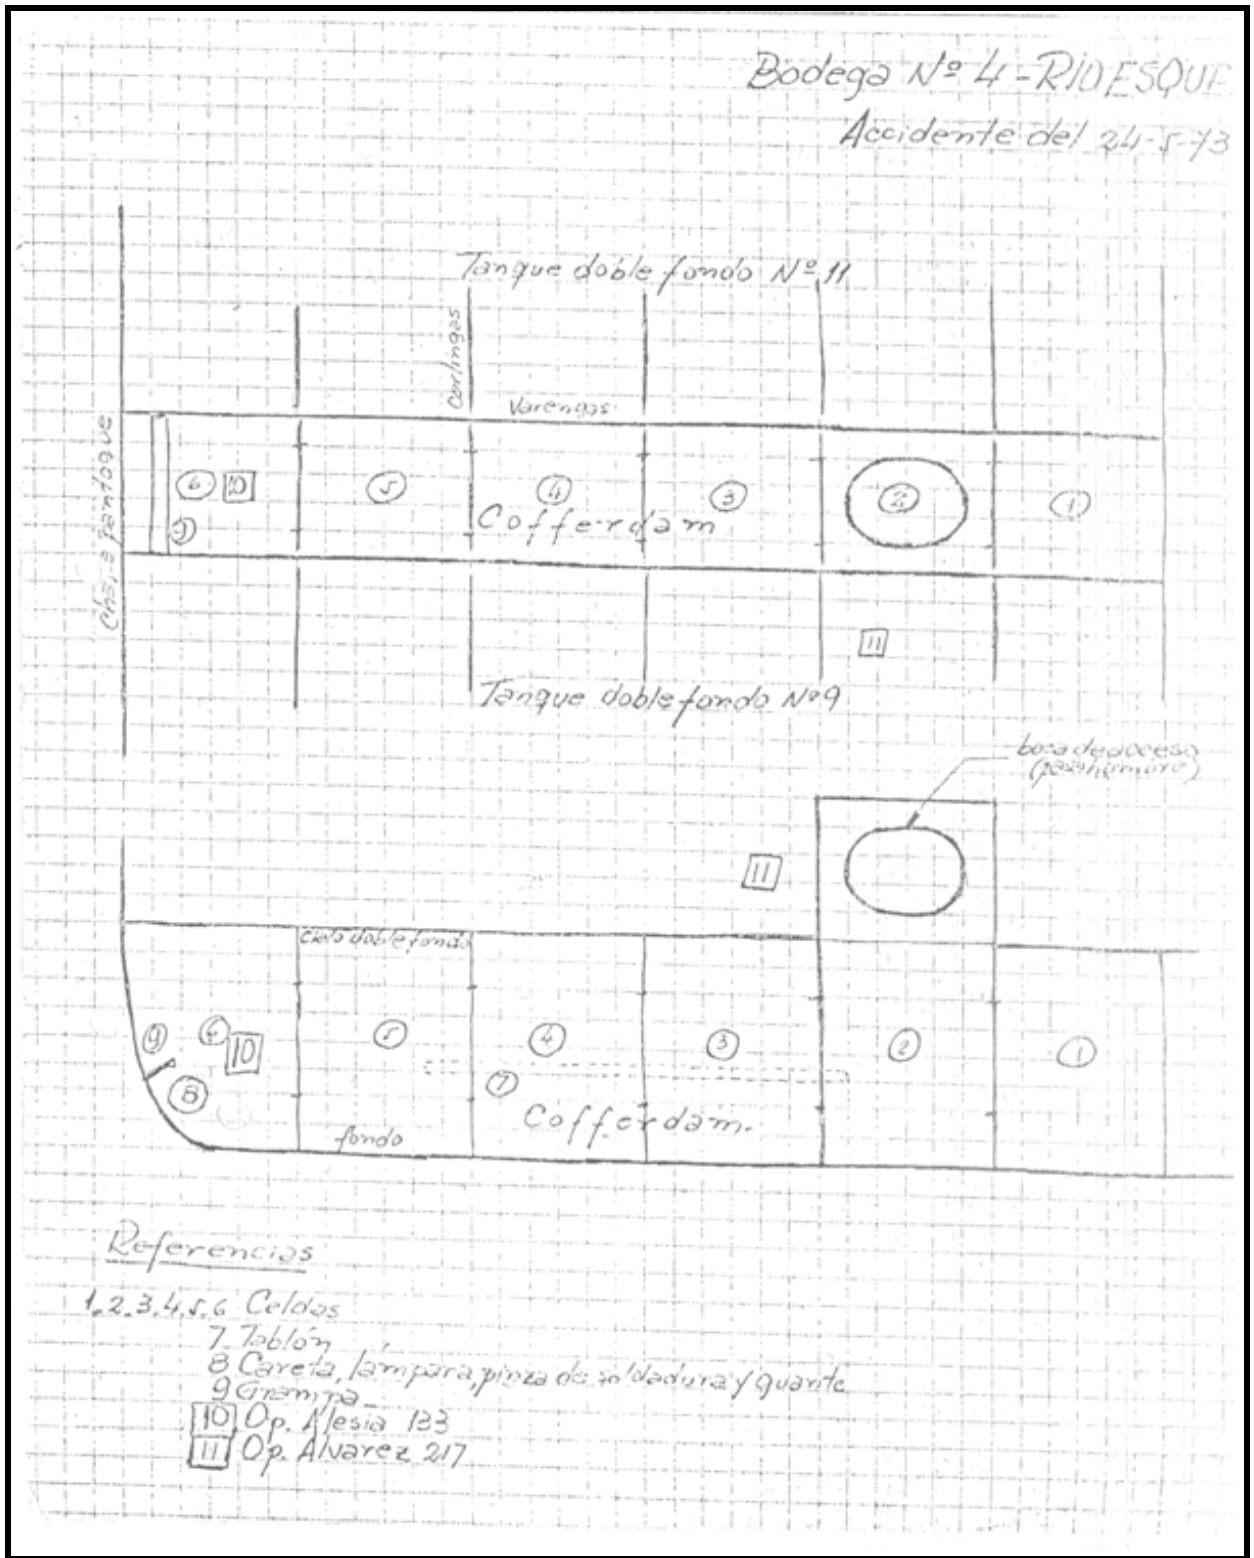 Bodega Nº 4 - RIO ESQUE
Accidente del 24-5-73
Tanque doble fondo Nº 11
Carlingas
Varengas
Chapa pantoque
6
10
5
4
3
2
1
9
Cofferdam
11
Tanque doble fondo Nº 9
boca de acceso
(pasahombre)
11
cielo doble fondo
9
6
10
5
4
3
2
1
8
7
Cofferdam.
fondo
Referencias
1.2.3.4.5.6 Celdas
7 Tablón
8 Careta, lámpara, pinza de soldadura y guante
9 Grampa
10 Op. Alesia 133
11 Op. Alvarez 217